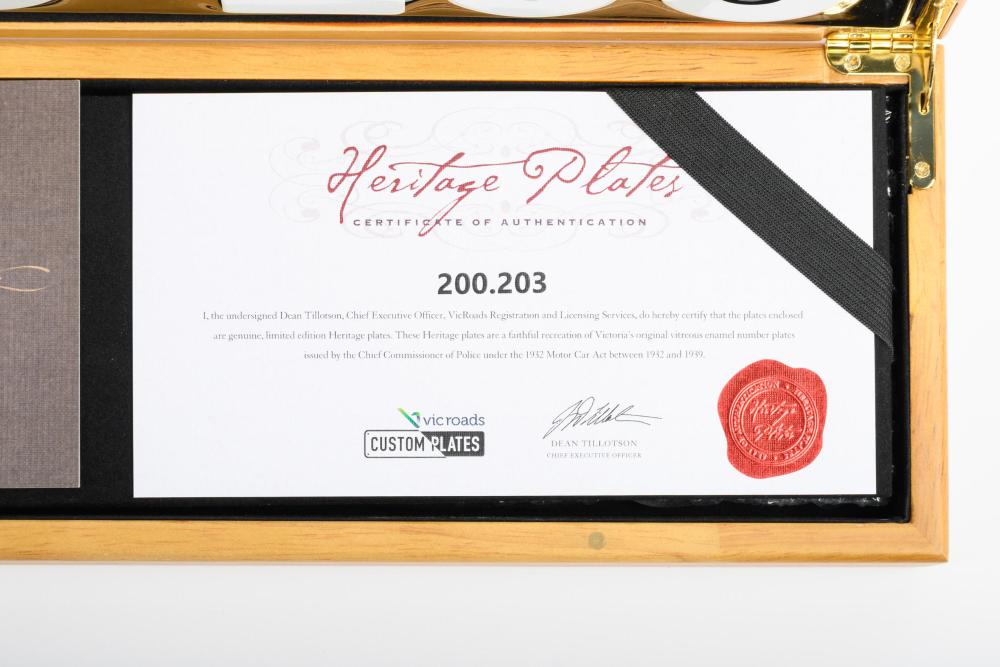 Heritage Plates
CERTIFICATE OF AUTHENTICATION
200.203
I, the undersigned Dean Tillotson, Chief Executive Officer, VicRoads Registration and Licensing Services, do hereby certify that the plates enclosed
are genuine, limited edition Heritage plates. These Heritage plates are a faithful recreation of Victoria's original vitreous enamel number plates
issued by the Chief Commissioner of Police under the 1932 Motor Car Act between 1932 and 1939.
vicroads
CUSTOM PLATES
DEAN TILLOTSON
CHIEF EXECUTIVE OFFICER